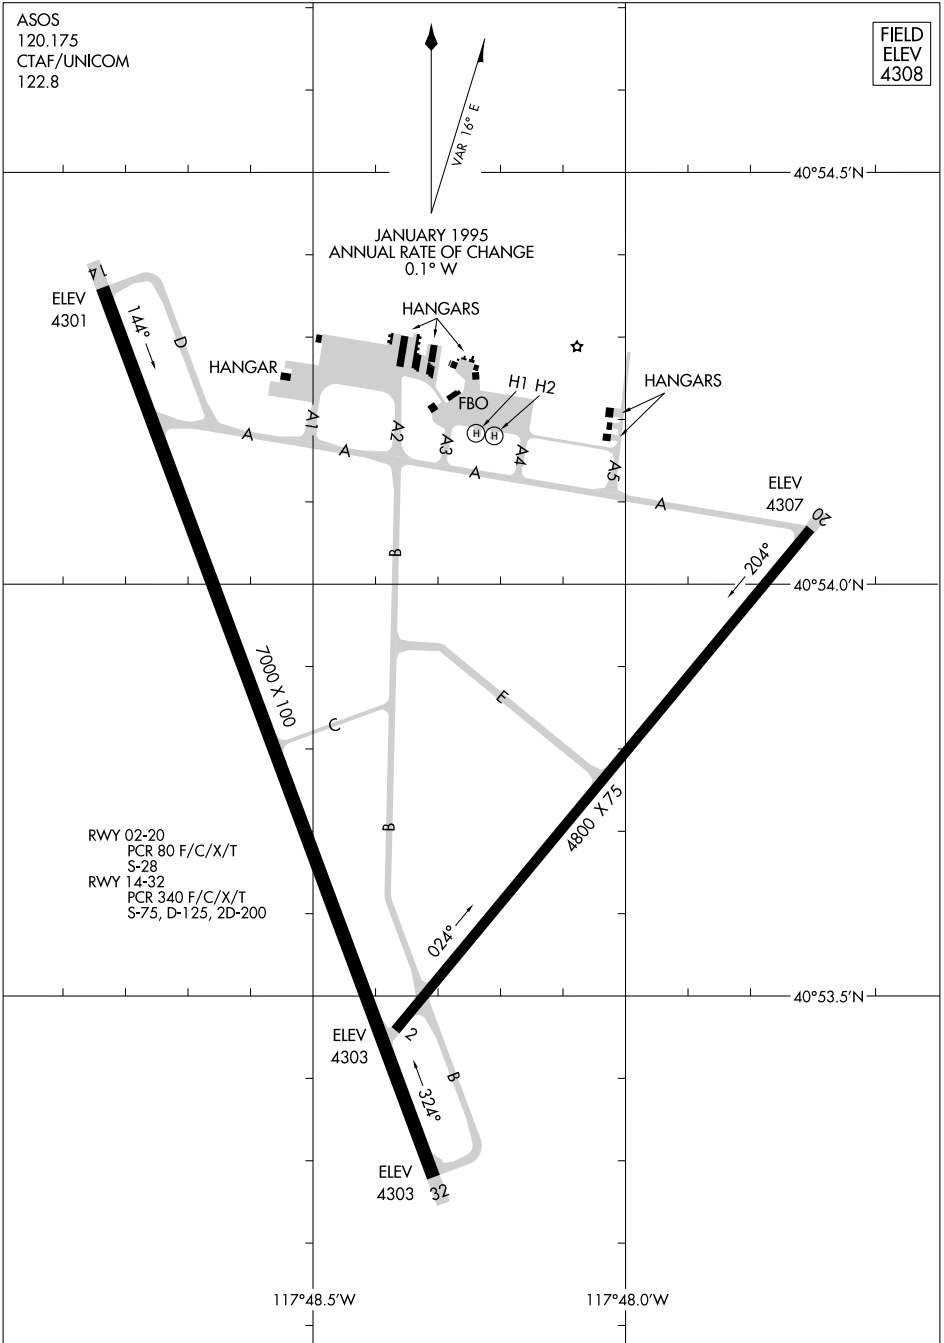 ASOS
120.175
CTAF/UNICOM
122.8
FIELD
ELEV
4308
VAR 16° E
40°54.5'N
JANUARY 1995
ANNUAL RATE OF CHANGE
0.1° W
14
ELEV
4301
144°
D
HANGARS
HANGAR
H1 H2
HANGARS
FBO
H
H
A1
A2
A3
A4
A5
A
A
A
A
ELEV
4307
20
204°
B
40°54.0'N
7000 X 100
E
C
4800 X 75
B
RWY 02-20
PCR 80 F/C/X/T
S-28
RWY 14-32
PCR 340 F/C/X/T
S-75, D-125, 2D-200
024°
40°53.5'N
ELEV
4303
2
B
324°
ELEV
4303
32
117°48.5'W
117°48.0'W